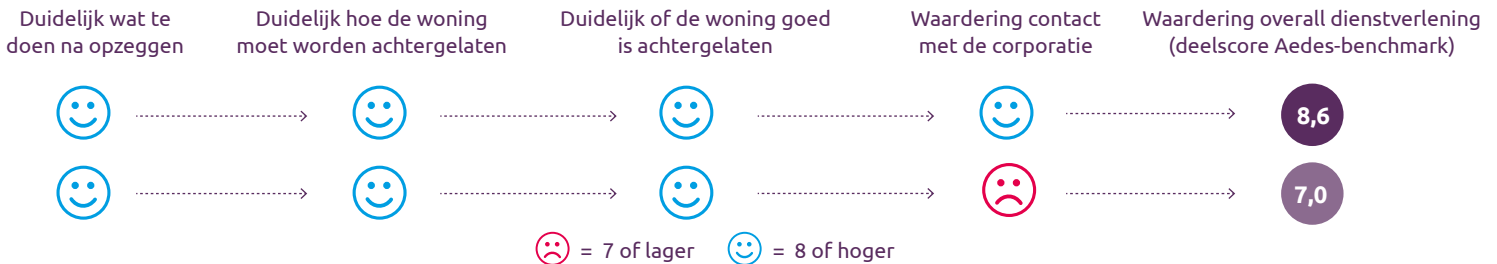 Duidelijk wat te
doen na opzeggen
Duidelijk hoe de woning
moet worden achtergelaten
Duidelijk of de woning goed
is achtergelaten
Waardering contact
met de corporatie
Waardering overall dienstverlening
(deelscore Aedes-benchmark)
8,6
7,0
= 7 of lager
= 8 of hoger